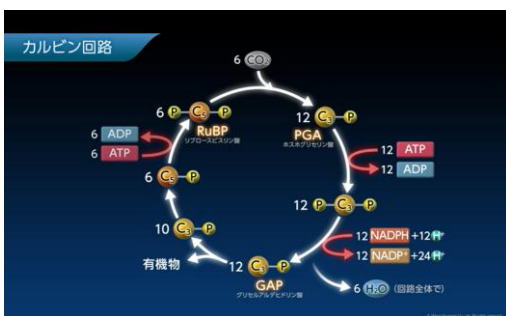 カルビン回路
6 CO₂
6 P C₅ P
RuBP
リブロースビスリン酸
12 C₃ P
PGA
ホスホグリセリン酸
6 ADP
6 ATP
12 ATP
12 ADP
6 C₅ P
12 P C₃ P
10 C₃ P
12 NADPH +12 H⁺
12 NADP⁺ +24 H⁺
有機物
12 C₃ P
GAP
グリセルアルデヒドリン酸
6 H₂O (回路全体で)